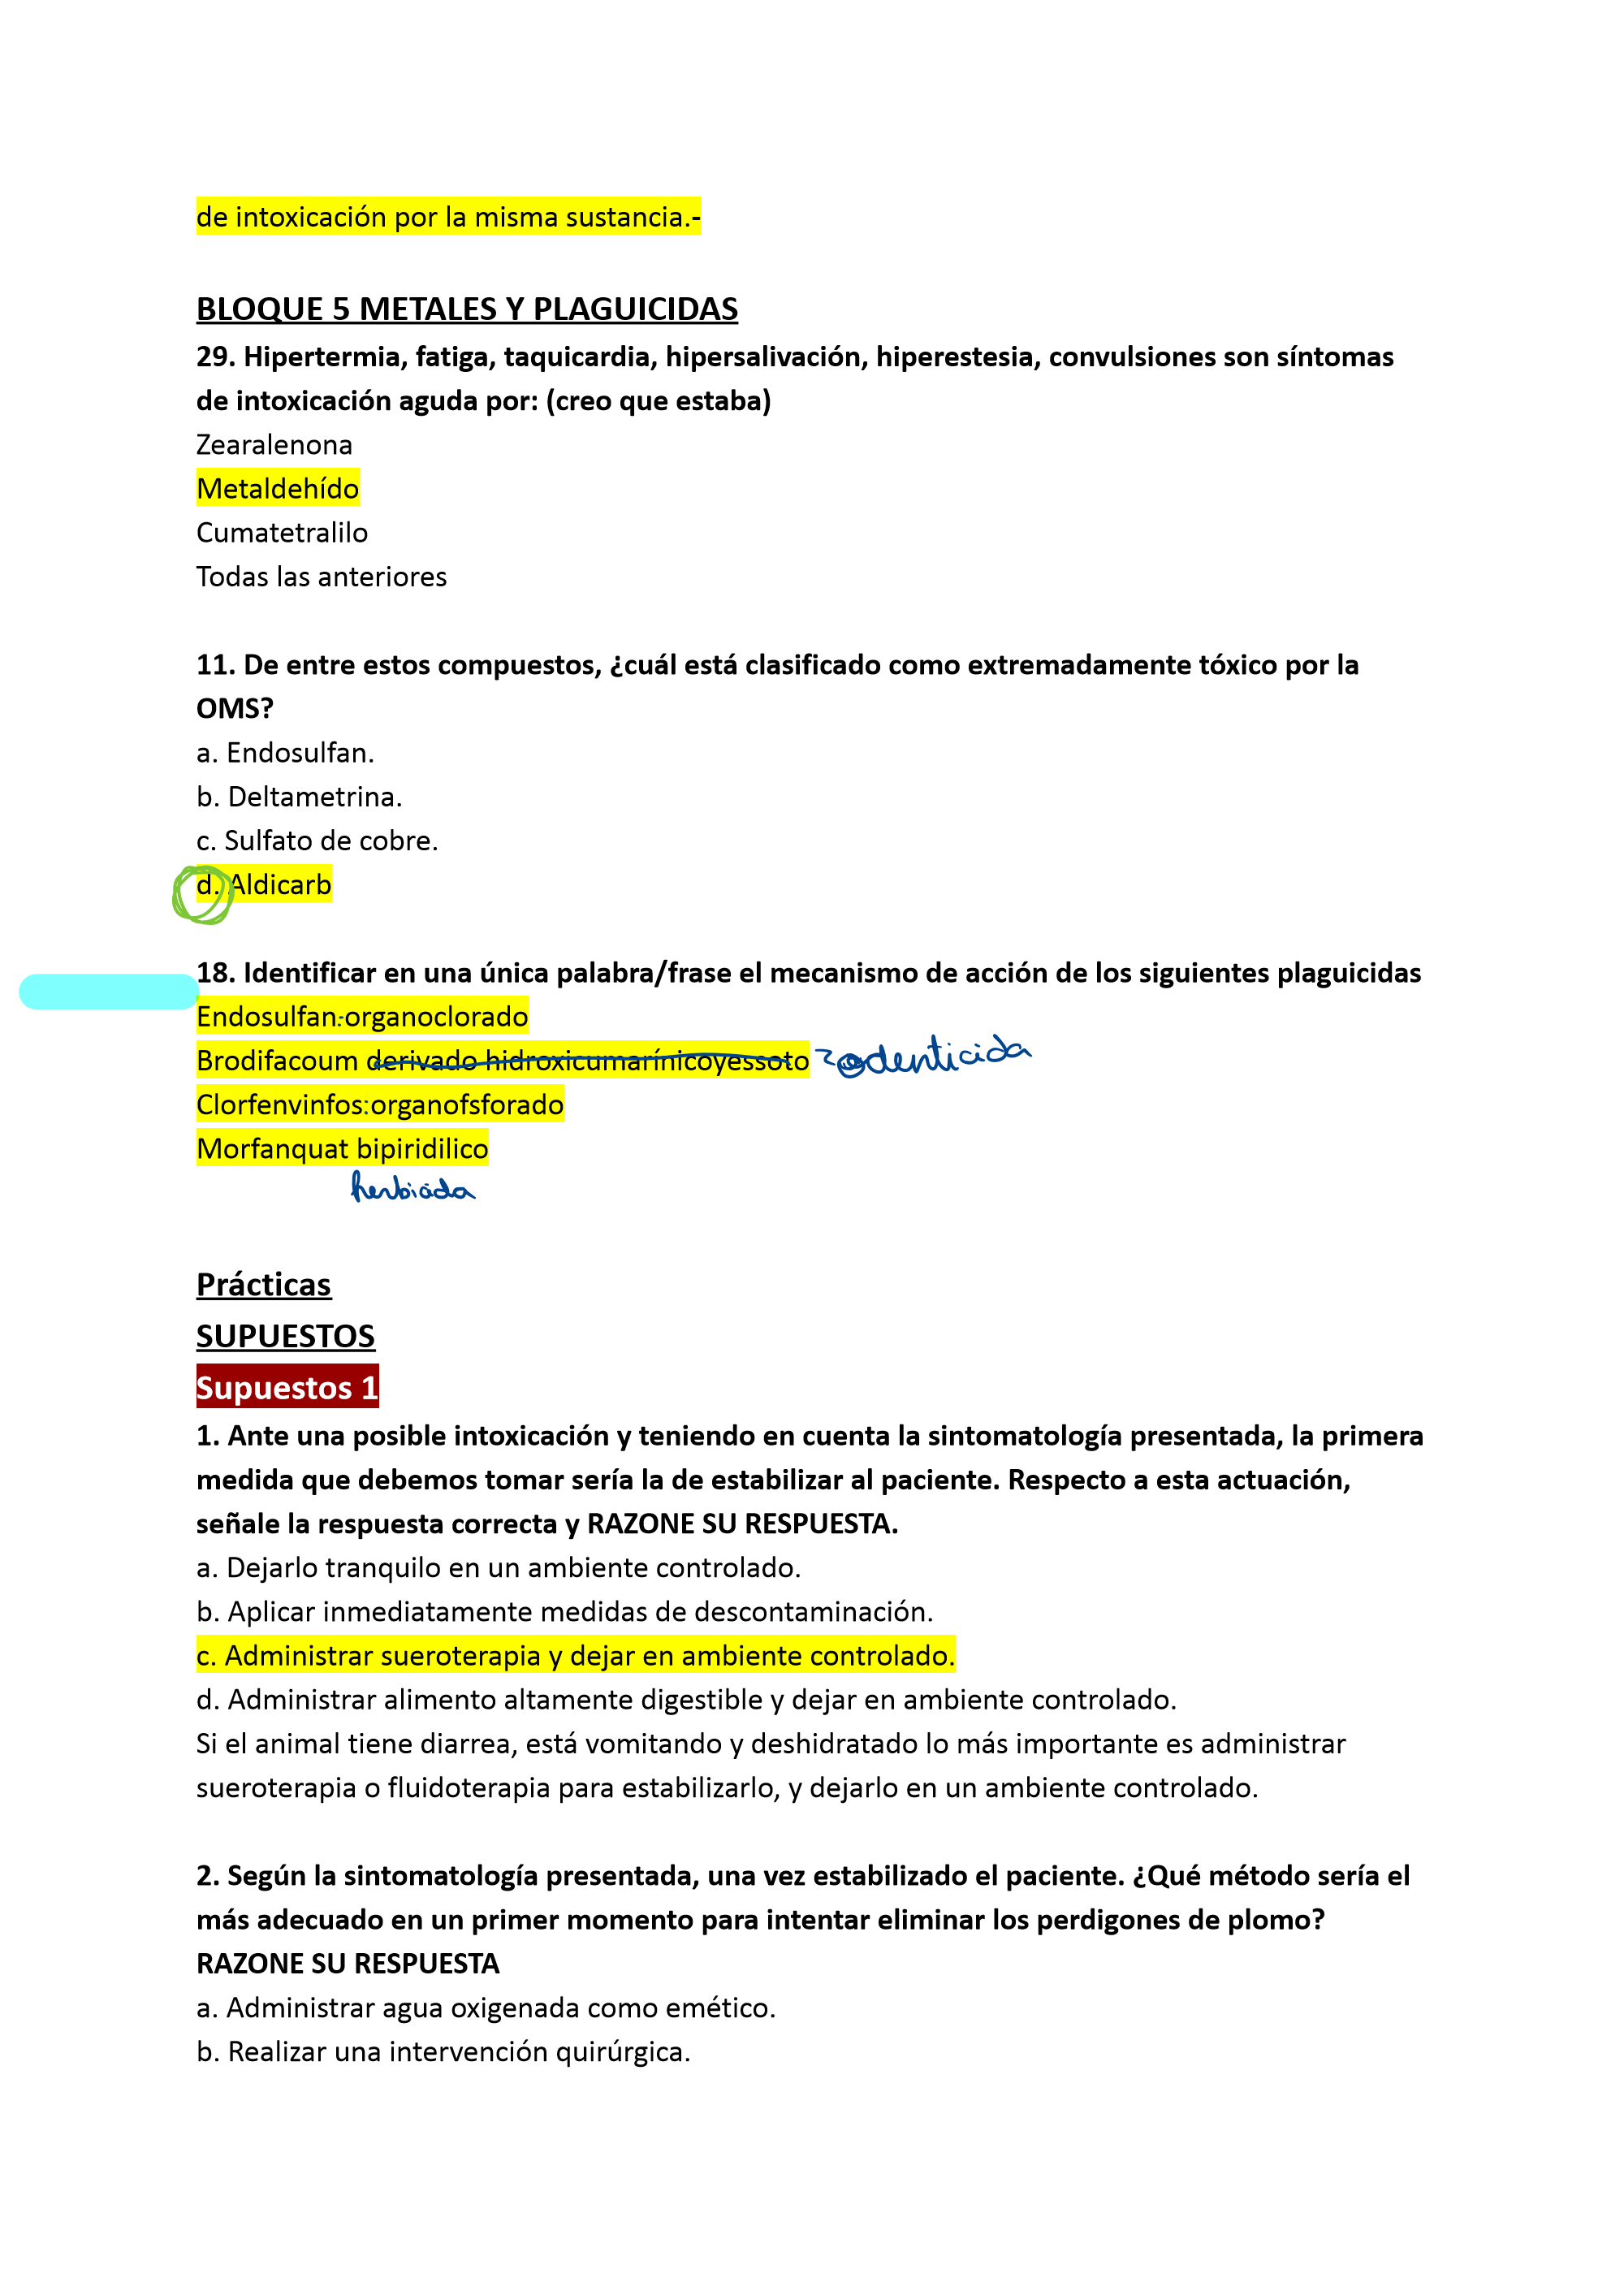 de intoxicación por la misma sustancia.-
BLOQUE 5 METALES Y PLAGUICIDAS
29. Hipertermia, fatiga, taquicardia, hipersalivación, hiperestesia, convulsiones son síntomas
de intoxicación aguda por: (creo que estaba)
Zearalenona
Metaldehído
Cumatetralilo
Todas las anteriores
11. De entre estos compuestos, ¿cuál está clasificado como extremadamente tóxico por la
OMS?
a. Endosulfan.
b. Deltametrina.
c. Sulfato de cobre.
d. Aldicarb
18. Identificar en una única palabra/frase el mecanismo de acción de los siguientes plaguicidas
Endosulfan:organoclorado
Brodifacoum derivado hidroxicumarínicoyessoto rodenticida
Clorfenvinfos:organofsforado
Morfanquat bipiridilico
herbicida
Prácticas
SUPUESTOS
Supuestos 1
1. Ante una posible intoxicación y teniendo en cuenta la sintomatología presentada, la primera
medida que debemos tomar sería la de estabilizar al paciente. Respecto a esta actuación,
señale la respuesta correcta y RAZONE SU RESPUESTA.
a. Dejarlo tranquilo en un ambiente controlado.
b. Aplicar inmediatamente medidas de descontaminación.
c. Administrar sueroterapia y dejar en ambiente controlado.
d. Administrar alimento altamente digestible y dejar en ambiente controlado.
Si el animal tiene diarrea, está vomitando y deshidratado lo más importante es administrar
sueroterapia o fluidoterapia para estabilizarlo, y dejarlo en un ambiente controlado.
2. Según la sintomatología presentada, una vez estabilizado el paciente. ¿Qué método sería el
más adecuado en un primer momento para intentar eliminar los perdigones de plomo?
RAZONE SU RESPUESTA
a. Administrar agua oxigenada como emético.
b. Realizar una intervención quirúrgica.